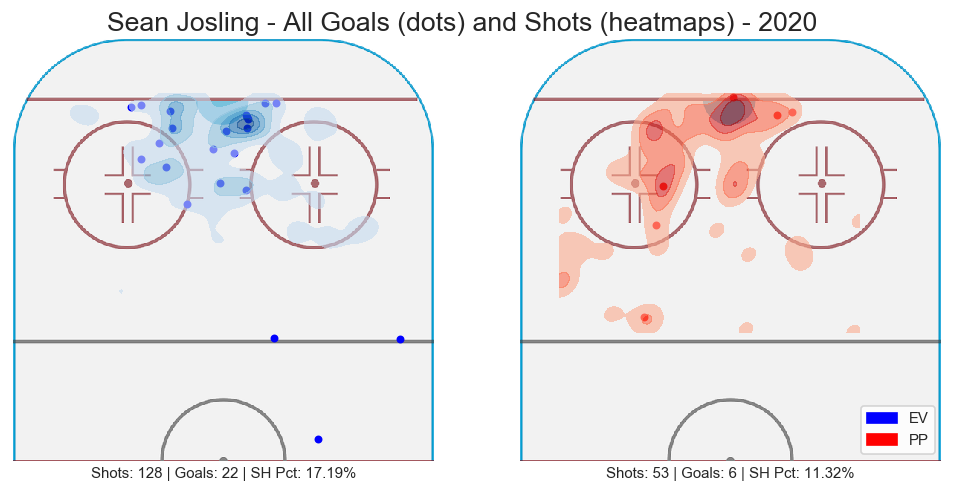 Sean Josling - All Goals (dots) and Shots (heatmaps) - 2020
EV
PP
Shots: 128 | Goals: 22 | SH Pct: 17.19%
Shots: 53 | Goals: 6 | SH Pct: 11.32%